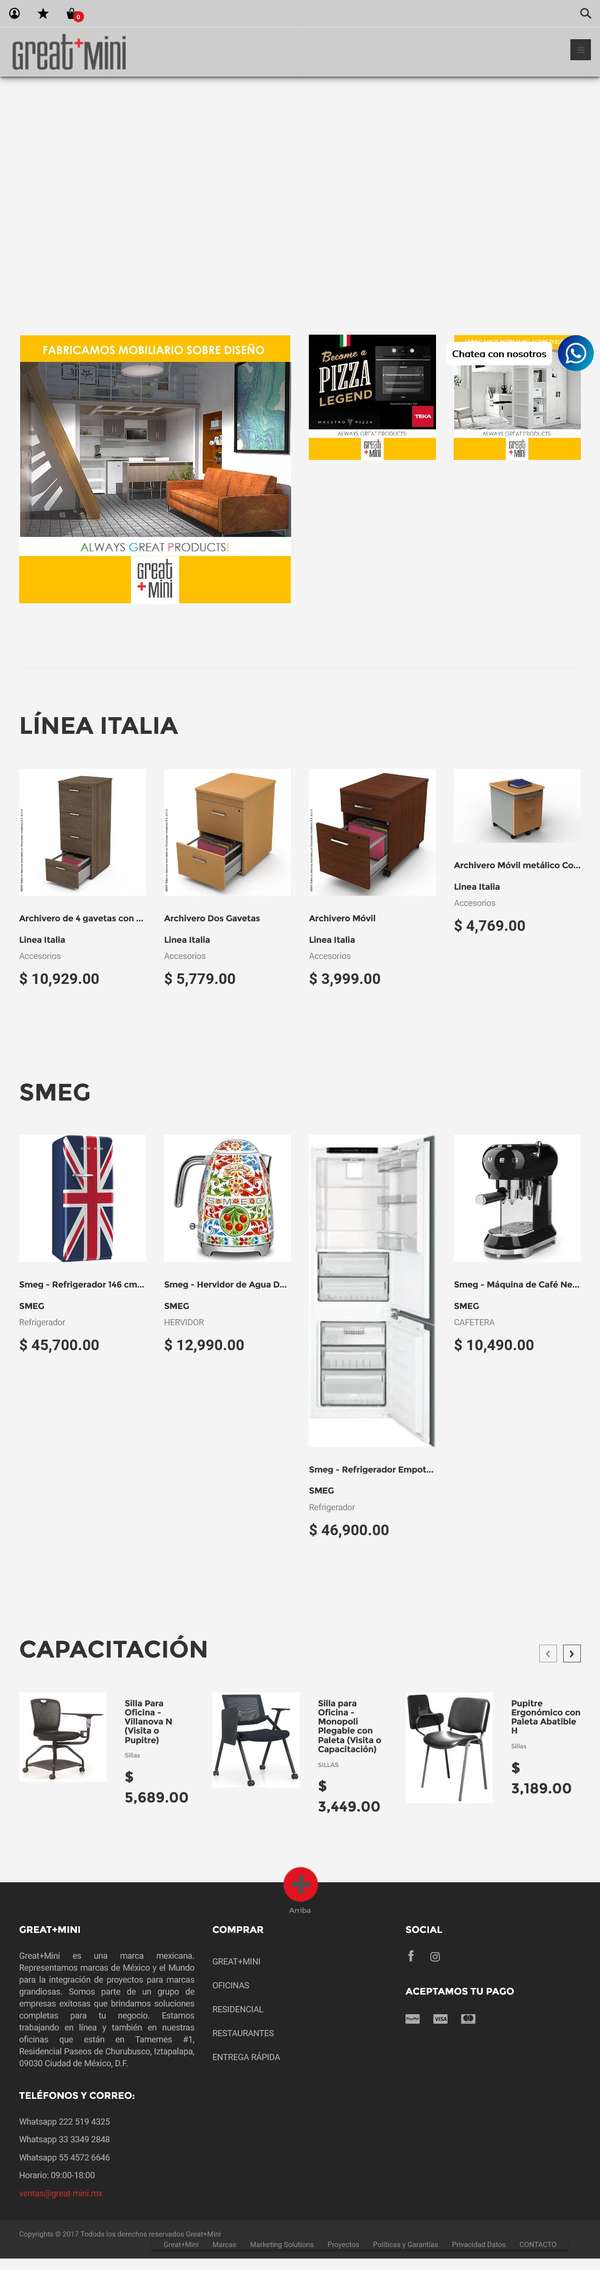 0
Great+Mini
FABRICAMOS MOBILIARIO SOBRE DISEÑO
ALWAYS GREAT PRODUCTS!
Great
+Mini
Become a
PIZZA
LEGEND
MAESTRO PIZZA
TEKA
ALWAYS GREAT PRODUCTS
Great
+Mini
Chatea con nosotros
ALWAYS GREAT PRODUCTS
Great
+Mini
LÍNEA ITALIA
Archivero de 4 gavetas con ...
Linea Italia
Accesorios
$ 10,929.00
Archivero Dos Gavetas
Linea Italia
Accesorios
$ 5,779.00
Archivero Móvil
Linea Italia
Accesorios
$ 3,999.00
Archivero Móvil metálico Co...
Linea Italia
Accesorios
$ 4,769.00
SMEG
SMEG
Smeg - Refrigerador 146 cm...
SMEG
Refrigerador
$ 45,700.00
Smeg - Hervidor de Agua D...
SMEG
HERVIDOR
$ 12,990.00
Smeg - Refrigerador Empot...
SMEG
Refrigerador
$ 46,900.00
Smeg - Máquina de Café Ne...
SMEG
CAFETERA
$ 10,490.00
CAPACITACIÓN
Silla Para
Oficina -
Villanova N
(Visita o
Pupitre)
Sillas
$
5,689.00
Silla para
Oficina -
Monopoli
Plegable con
Paleta (Visita o
Capacitación)
SILLAS
$
3,449.00
Pupitre
Ergonómico con
Paleta Abatible
H
Sillas
$
3,189.00
Arriba
GREAT+MINI
Great+Mini es una marca mexicana.
Representamos marcas de México y el Mundo
para la integración de proyectos para marcas
grandiosas. Somos parte de un grupo de
empresas exitosas que brindamos soluciones
completas para tu negocio. Estamos
trabajando en línea y también en nuestras
oficinas que están en Tamemes #1,
Residencial Paseos de Churubusco, Iztapalapa,
09030 Ciudad de México, D.F.
TELÉFONOS Y CORREO:
Whatsapp 222 519 4325
Whatsapp 33 3349 2848
Whatsapp 55 4572 6646
Horario: 09:00-18:00
ventas@great-mini.mx
COMPRAR
GREAT+MINI
OFICINAS
RESIDENCIAL
RESTAURANTES
ENTREGA RÁPIDA
SOCIAL
ACEPTAMOS TU PAGO
PayPal
VISA
Copyrights © 2017 Todods los derechos reservados Great+Mini
Great+Mini Marcas Marketing Solutions Proyectos Políticas y Garantías Privacidad Datos CONTACTO